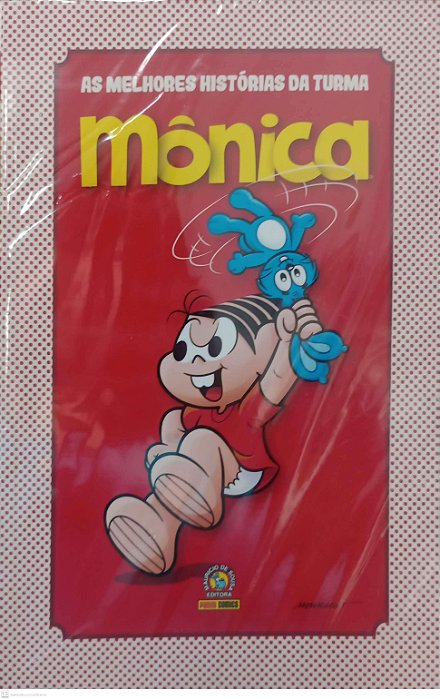 AS MELHORES HISTÓRIAS DA TURMA
Mônica
MAURICIO DE SOUSA
EDITORA
PANINI COMICS